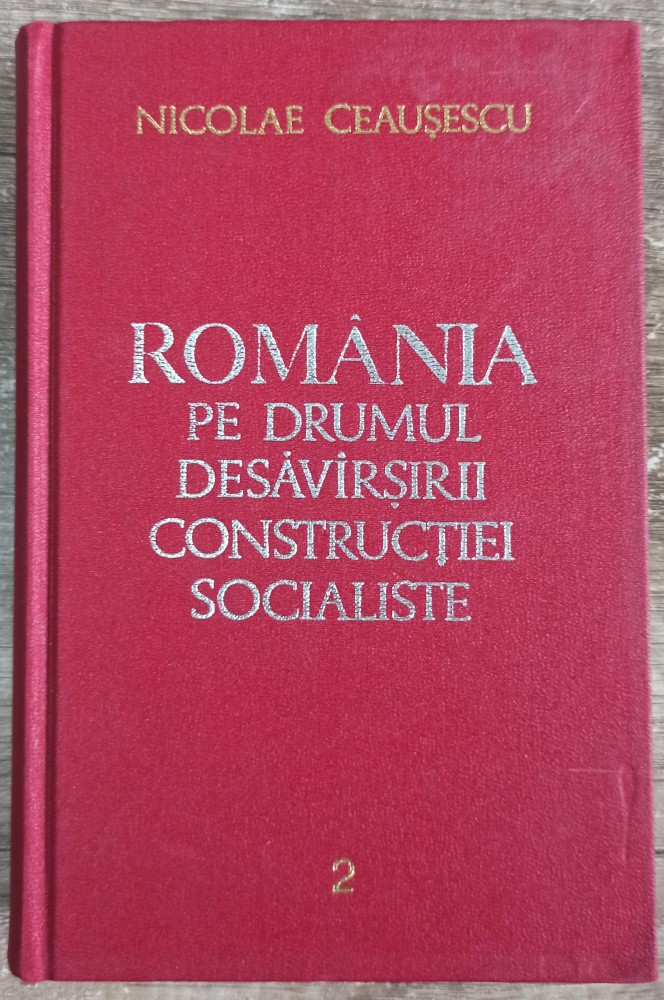 NICOLAE CEAUȘESCU
ROMÂNIA
PE DRUMUL
DESĂVÎRȘIRII
CONSTRUCȚIEI
SOCIALISTE
2